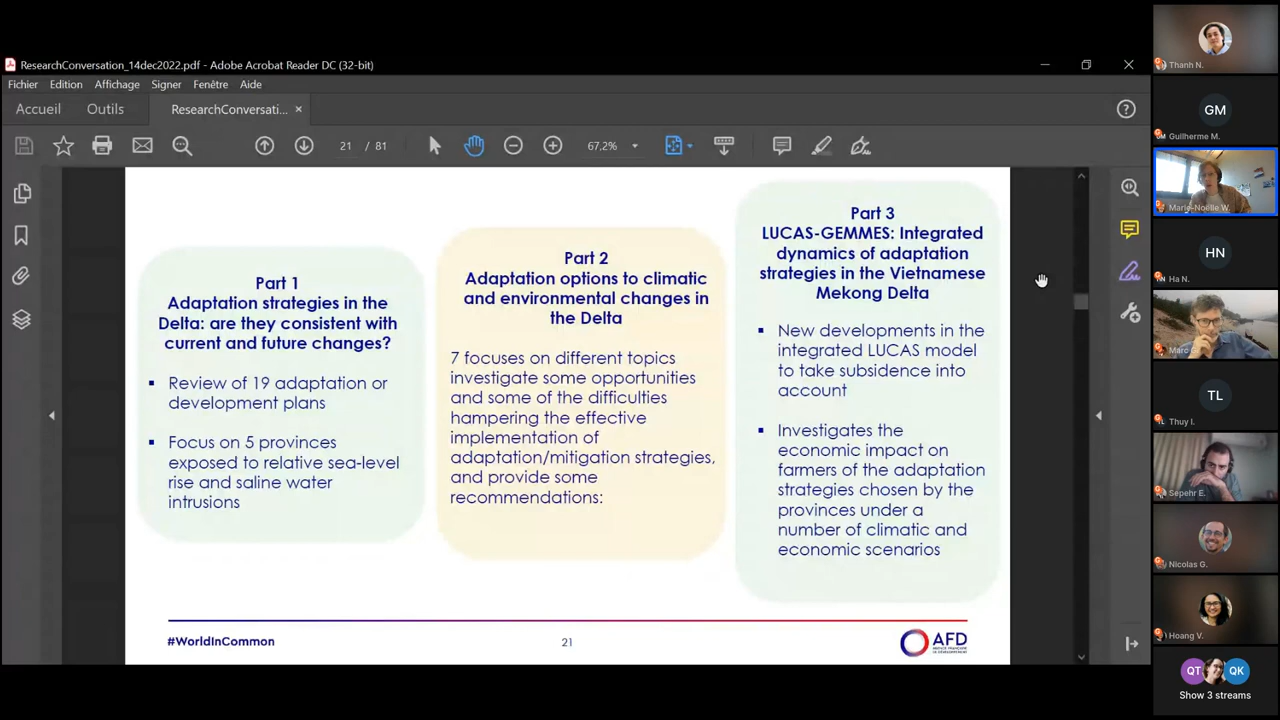 ResearchConversation_14dec2022.pdf - Adobe Acrobat Reader DC (32-bit)
Fichier Edition Affichage Signer Fenêtre Aide
Accueil Outils ResearchConversati... ×
21 / 81 67,2%
Part 1
Adaptation strategies in the
Delta: are they consistent with
current and future changes?
▪ Review of 19 adaptation or
development plans
▪ Focus on 5 provinces
exposed to relative sea-level
rise and saline water
intrusions
Part 2
Adaptation options to climatic
and environmental changes in
the Delta
7 focuses on different topics
investigate some opportunities
and some of the difficulties
hampering the effective
implementation of
adaptation/mitigation strategies,
and provide some
recommendations:
Part 3
LUCAS-GEMMES: Integrated
dynamics of adaptation
strategies in the Vietnamese
Mekong Delta
▪ New developments in the
integrated LUCAS model
to take subsidence into
account
▪ Investigates the
economic impact on
farmers of the adaptation
strategies chosen by the
provinces under a
number of climatic and
economic scenarios
#WorldInCommon
21
AFD
Thanh N.
GM
Guilherme M.
Marie-Noëlle W.
HN
Ha N.
Marc G.
TL
Thuy I.
Sepehr E.
Nicolas G.
Hoang V.
QT QK
Show 3 streams